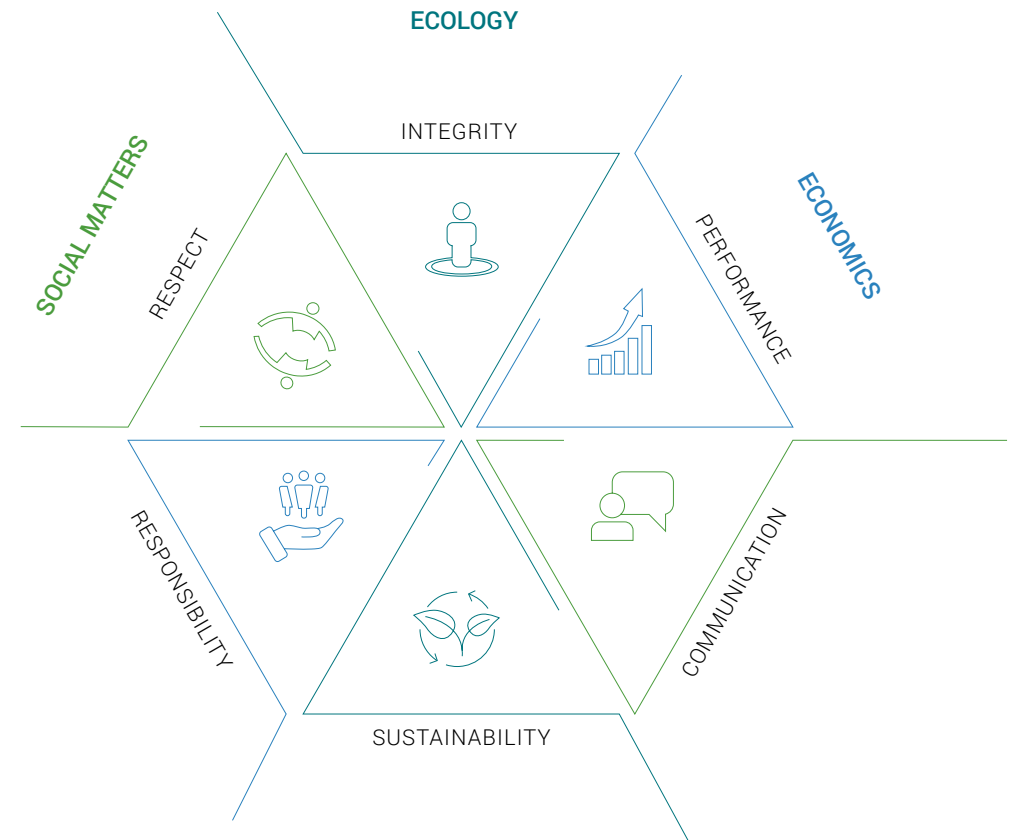 ECOLOGY
INTEGRITY
SOCIAL MATTERS
RESPECT
PERFORMANCE
ECONOMICS
RESPONSIBILITY
COMMUNICATION
SUSTAINABILITY